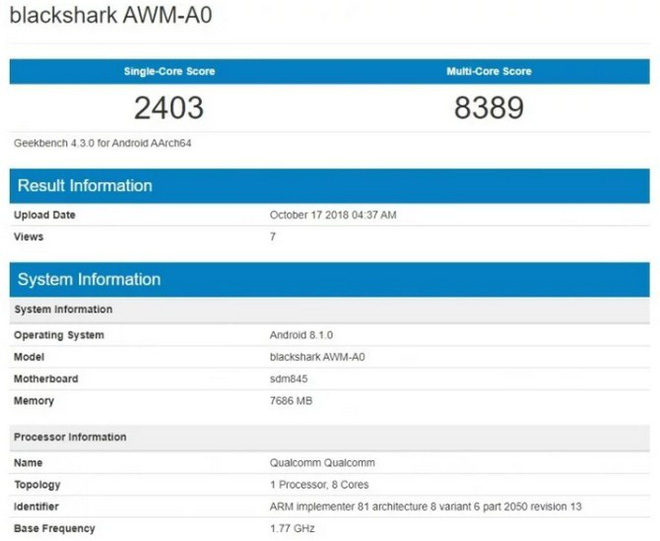 blackshark AWM-A0
Single-Core Score Multi-Core Score
2403 8389
Geekbench 4.3.0 for Android AArch64
Result Information
Upload Date October 17 2018 04:37 AM
Views 7
System Information
System Information
Operating System Android 8.1.0
Model blackshark AWM-A0
Motherboard sdm845
Memory 7686 MB
Processor Information
Name Qualcomm Qualcomm
Topology 1 Processor, 8 Cores
Identifier ARM implementer 81 architecture 8 variant 6 part 2050 revision 13
Base Frequency 1.77 GHz